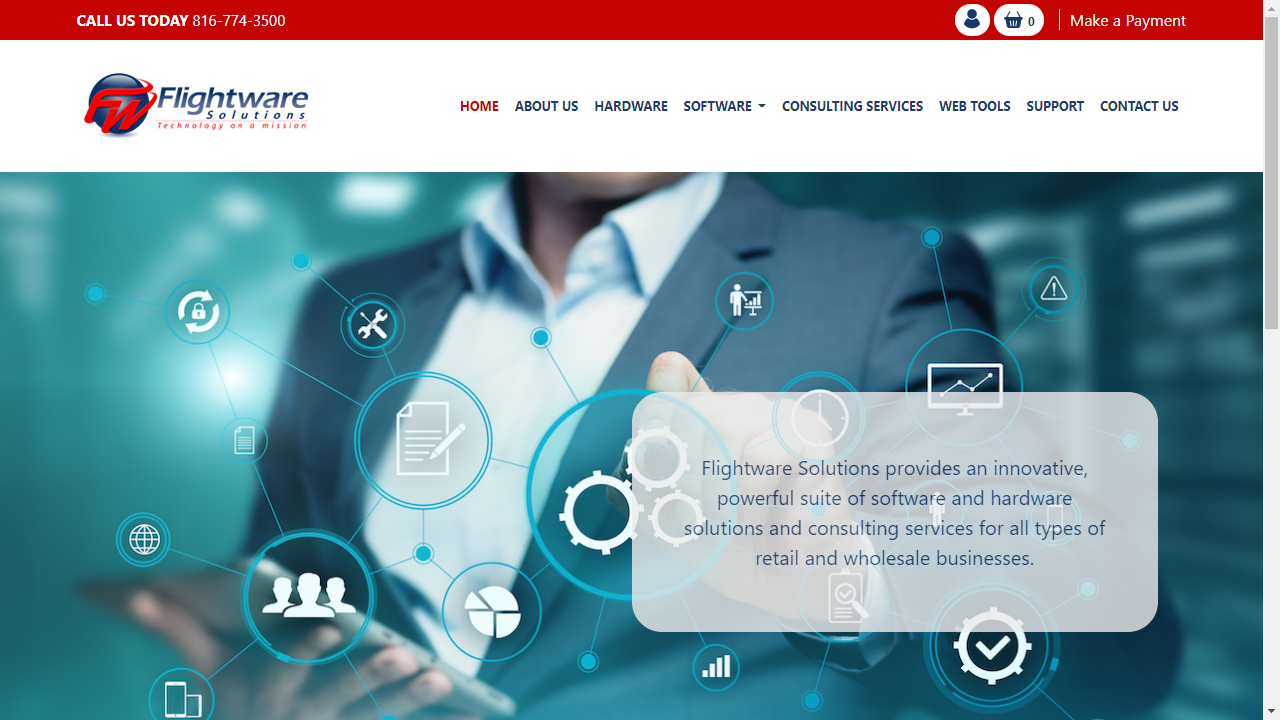 CALL US TODAY 816-774-3500
0
Make a Payment
FW Flightware
Solutions
Technology on a mission
HOME ABOUT US HARDWARE SOFTWARE CONSULTING SERVICES WEB TOOLS SUPPORT CONTACT US
Flightware Solutions provides an innovative,
powerful suite of software and hardware
solutions and consulting services for all types of
retail and wholesale businesses.